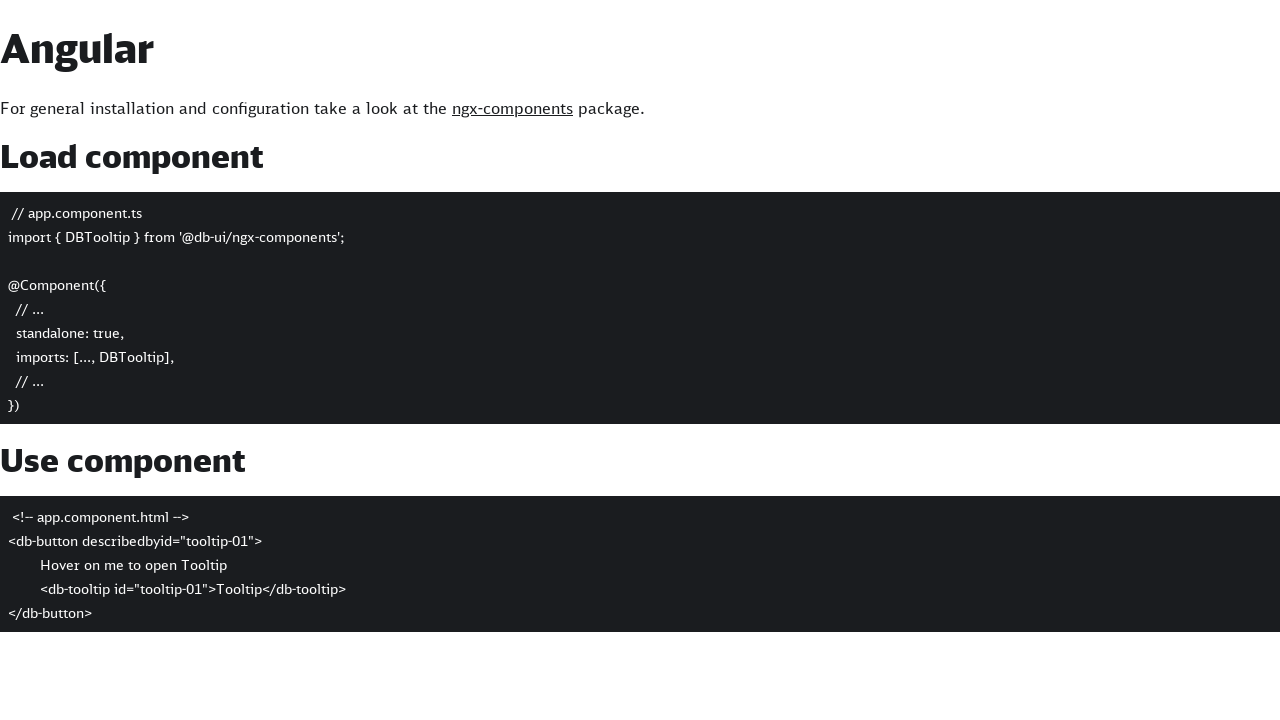 Angular
For general installation and configuration take a look at the ngx-components package.
Load component
// app.component.ts
import { DBTooltip } from '@db-ui/ngx-components';
@Component({
  // ...
  standalone: true,
  imports: [..., DBTooltip],
  // ...
})
Use component
<!-- app.component.html -->
<db-button describedbyid="tooltip-01">
        Hover on me to open Tooltip
        <db-tooltip id="tooltip-01">Tooltip</db-tooltip>
</db-button>